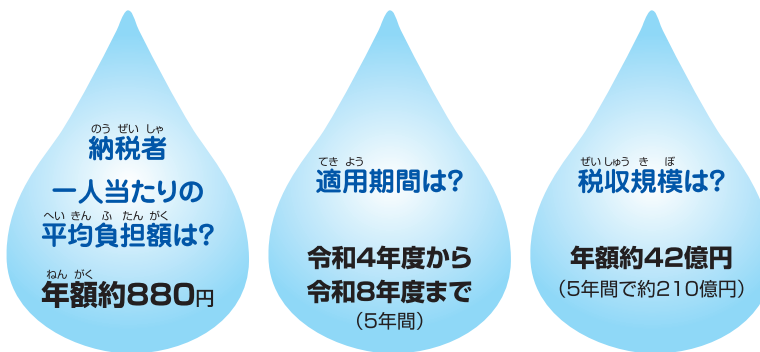 のうぜいしゃ
納税者
一人当たりの
へいきんふたんがく
平均負担額は?
ねんがく
年額約880円
てきよう
適用期間は?
令和4年度から
令和8年度まで
（5年間）
ぜいしゅうきぼ
税収規模は?
年額約42億円
（5年間で約210億円）